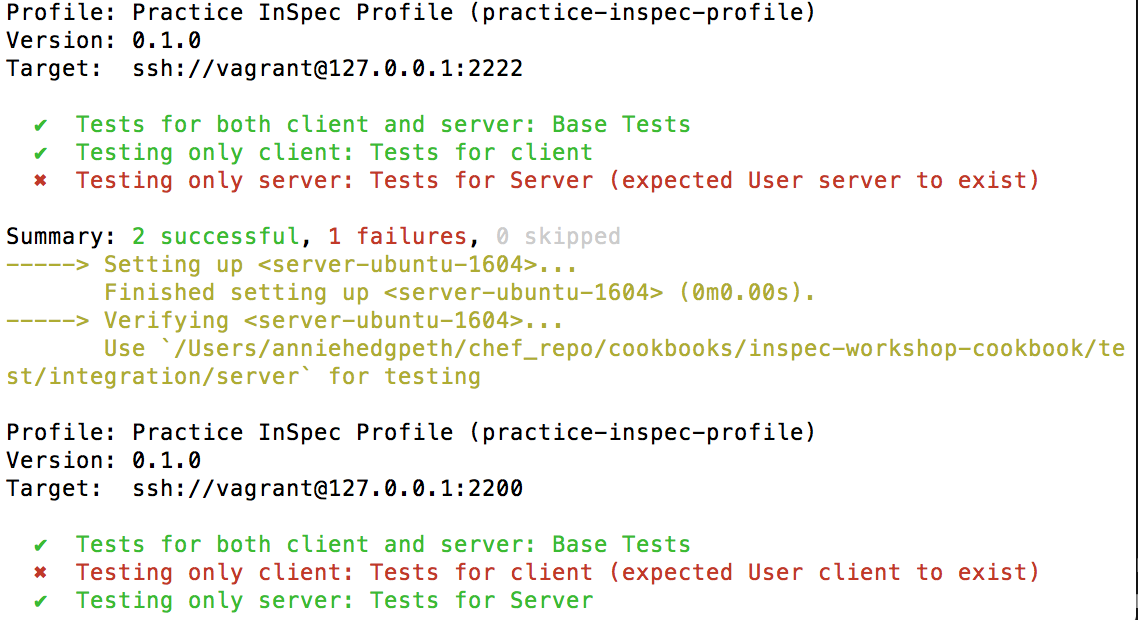 Profile: Practice InSpec Profile (practice-inspec-profile)
Version: 0.1.0
Target:  ssh://vagrant@127.0.0.1:2222
✔  Tests for both client and server: Base Tests
✔  Testing only client: Tests for client
✖  Testing only server: Tests for Server (expected User server to exist)
Summary: 2 successful, 1 failures, 0 skipped
-----> Setting up <server-ubuntu-1604>...
Finished setting up <server-ubuntu-1604> (0m0.00s).
-----> Verifying <server-ubuntu-1604>...
Use `/Users/anniehedgpeth/chef_repo/cookbooks/inspec-workshop-cookbook/te
st/integration/server` for testing
Profile: Practice InSpec Profile (practice-inspec-profile)
Version: 0.1.0
Target:  ssh://vagrant@127.0.0.1:2200
✔  Tests for both client and server: Base Tests
✖  Testing only client: Tests for client (expected User client to exist)
✔  Testing only server: Tests for Server